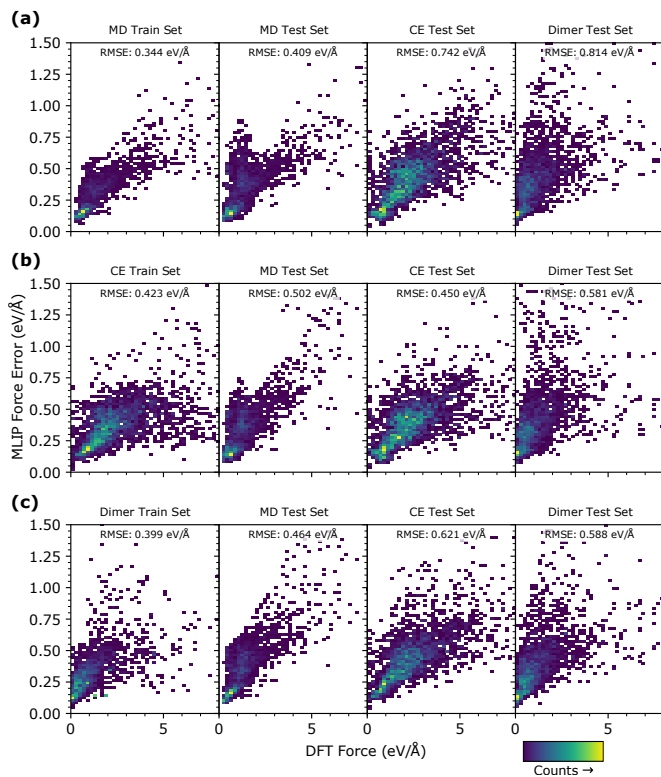 (a)
MD Train Set MD Test Set CE Test Set Dimer Test Set
RMSE: 0.344 eV/Å RMSE: 0.409 eV/Å RMSE: 0.742 eV/Å RMSE: 0.814 eV/Å
1.50
1.25
1.00
0.75
0.50
0.25
0.00
(b)
CE Train Set MD Test Set CE Test Set Dimer Test Set
RMSE: 0.423 eV/Å RMSE: 0.502 eV/Å RMSE: 0.450 eV/Å RMSE: 0.581 eV/Å
1.50
1.25
1.00
0.75
0.50
0.25
0.00
MLIP Force Error (eV/Å)
(c)
Dimer Train Set MD Test Set CE Test Set Dimer Test Set
RMSE: 0.399 eV/Å RMSE: 0.464 eV/Å RMSE: 0.621 eV/Å RMSE: 0.588 eV/Å
1.50
1.25
1.00
0.75
0.50
0.25
0.00
0 5 0 5 0 5 0 5
DFT Force (eV/Å)
Counts →